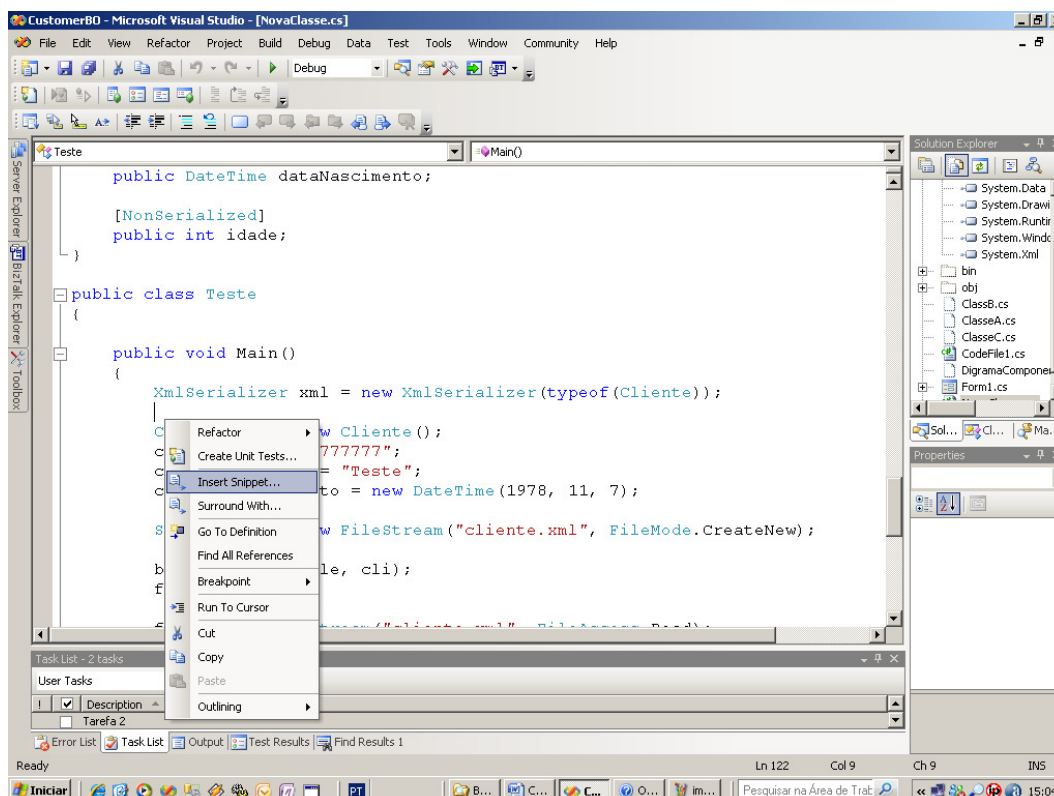 CustomerBO - Microsoft Visual Studio - [NovaClasse.cs]
File Edit View Refactor Project Build Debug Data Test Tools Window Community Help
Debug
Teste
Main()
public DateTime dataNascimento;
[NonSerialized]
public int idade;
}
public class Teste
{
public void Main()
{
XmlSerializer xml = new XmlSerializer(typeof(Cliente));
w Cliente();
777777";
= "Teste";
to = new DateTime(1978, 11, 7);
w FileStream("cliente.xml", FileMode.CreateNew);
le, cli);
Refactor
Create Unit Tests...
Insert Snippet...
Surround With...
Go To Definition
Find All References
Breakpoint
Run To Cursor
Cut
Copy
Paste
Outlining
Server Explorer
BizTalk Explorer
Toolbox
Solution Explorer
System.Data
System.Drawi
System.Runtir
System.Windo
System.Xml
bin
obj
ClassB.cs
ClasseA.cs
ClasseC.cs
CodeFile1.cs
DigramaComponen
Form1.cs
Sol... Cl... Ma.
Properties
Task List - 2 tasks
User Tasks
! Description
Tarefa 2
Error List Task List Output Test Results Find Results 1
Ready Ln 122 Col 9 Ch 9 INS
Iniciar PT B... C... C... O... im... Pesquisar na Área de Trat 15:04